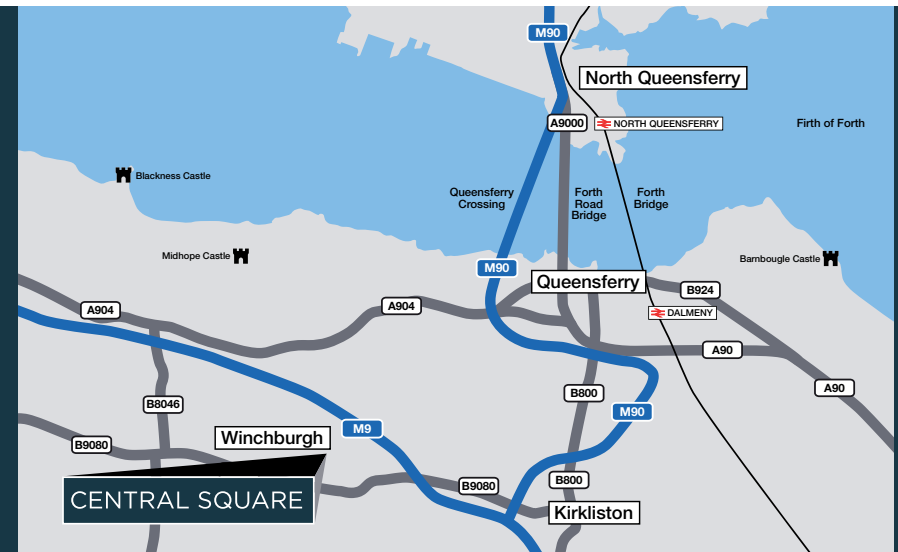 M90
North Queensferry
A9000
NORTH QUEENSFERRY
Firth of Forth
Blackness Castle
Queensferry
Crossing
Forth
Road
Bridge
Forth
Bridge
Midhope Castle
Barnbougle Castle
M90
Queensferry
B924
A904
A904
DALMENY
A90
A90
B8046
B800
M90
M9
Winchburgh
B9080
B9080
B800
CENTRAL SQUARE
Kirkliston